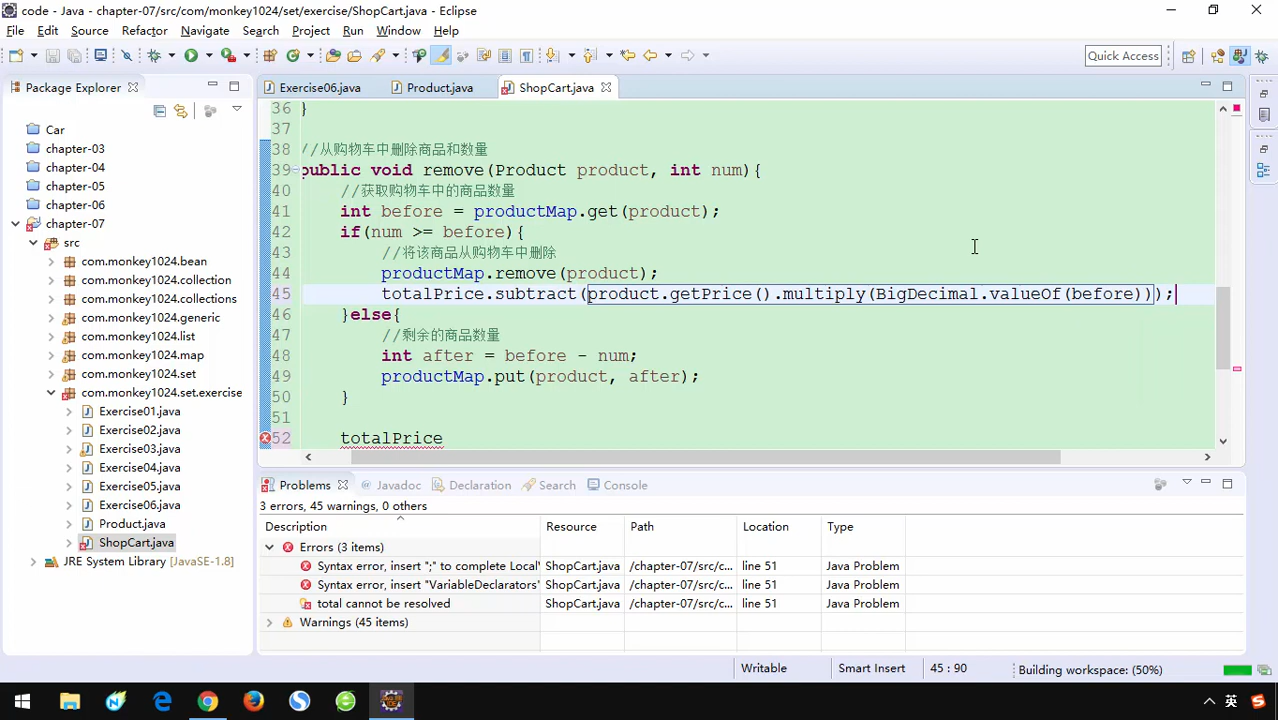 code - Java - chapter-07/src/com/monkey1024/set/exercise/ShopCart.java - Eclipse
File Edit Source Refactor Navigate Search Project Run Window Help
Quick Access
Package Explorer
Exercise06.java Product.java ShopCart.java
Car
chapter-03
chapter-04
chapter-05
chapter-06
chapter-07
src
com.monkey1024.bean
com.monkey1024.collection
com.monkey1024.collections
com.monkey1024.generic
com.monkey1024.list
com.monkey1024.map
com.monkey1024.set
com.monkey1024.set.exercise
Exercise01.java
Exercise02.java
Exercise03.java
Exercise04.java
Exercise05.java
Exercise06.java
Product.java
ShopCart.java
JRE System Library [JavaSE-1.8]
36 }
37
38 //从购物车中删除商品和数量
39 public void remove(Product product, int num){
40 //获取购物车中的商品数量
41 int before = productMap.get(product);
42 if(num >= before){
43 //将该商品从购物车中删除
44 productMap.remove(product);
45 totalPrice.subtract(product.getPrice().multiply(BigDecimal.valueOf(before)));
46 }else{
47 //剩余的商品数量
48 int after = before - num;
49 productMap.put(product, after);
50 }
51
52 totalPrice
Problems Javadoc Declaration Search Console
3 errors, 45 warnings, 0 others
Description Resource Path Location Type
Errors (3 items)
Syntax error, insert ";" to complete Local ShopCart.java /chapter-07/src/c... line 51 Java Problem
Syntax error, insert "VariableDeclarators" ShopCart.java /chapter-07/src/c... line 51 Java Problem
total cannot be resolved ShopCart.java /chapter-07/src/c... line 51 Java Problem
Warnings (45 items)
Writable Smart Insert 45 : 90 Building workspace: (50%)
英